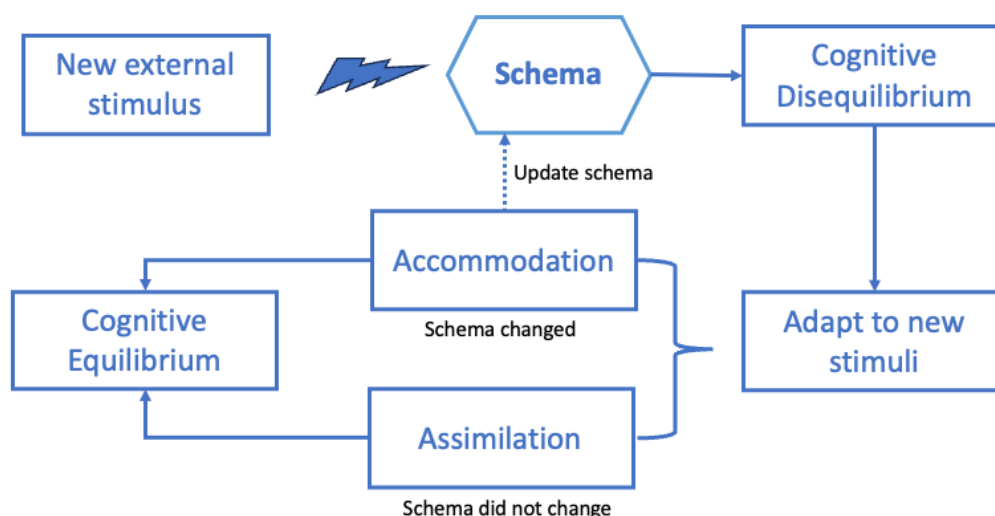 New external
stimulus
Schema
Cognitive
Disequilibrium
Update schema
Accommodation
Schema changed
Cognitive
Equilibrium
Adapt to new
stimuli
Assimilation
Schema did not change